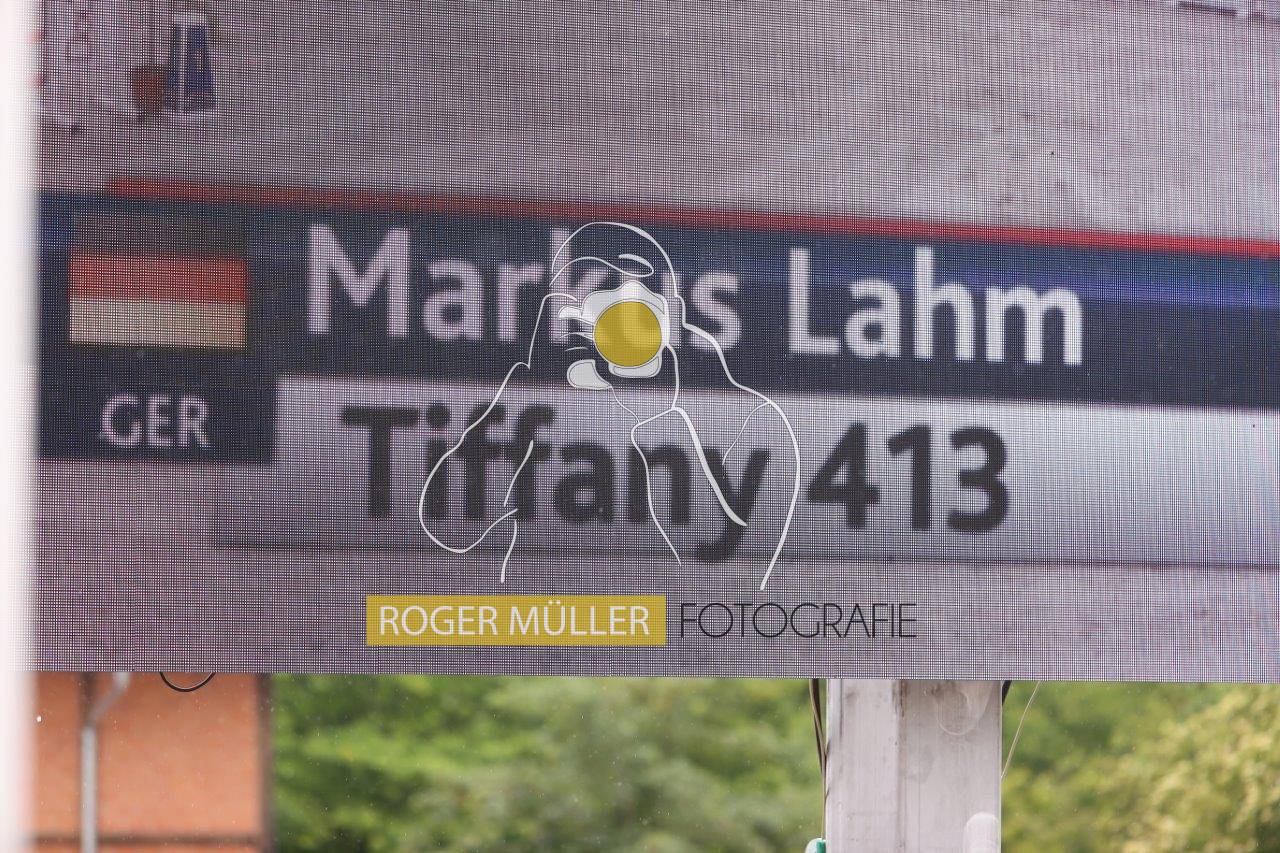 Markus Lahm
GER
Tiffany 413
ROGER MÜLLER FOTOGRAFIE